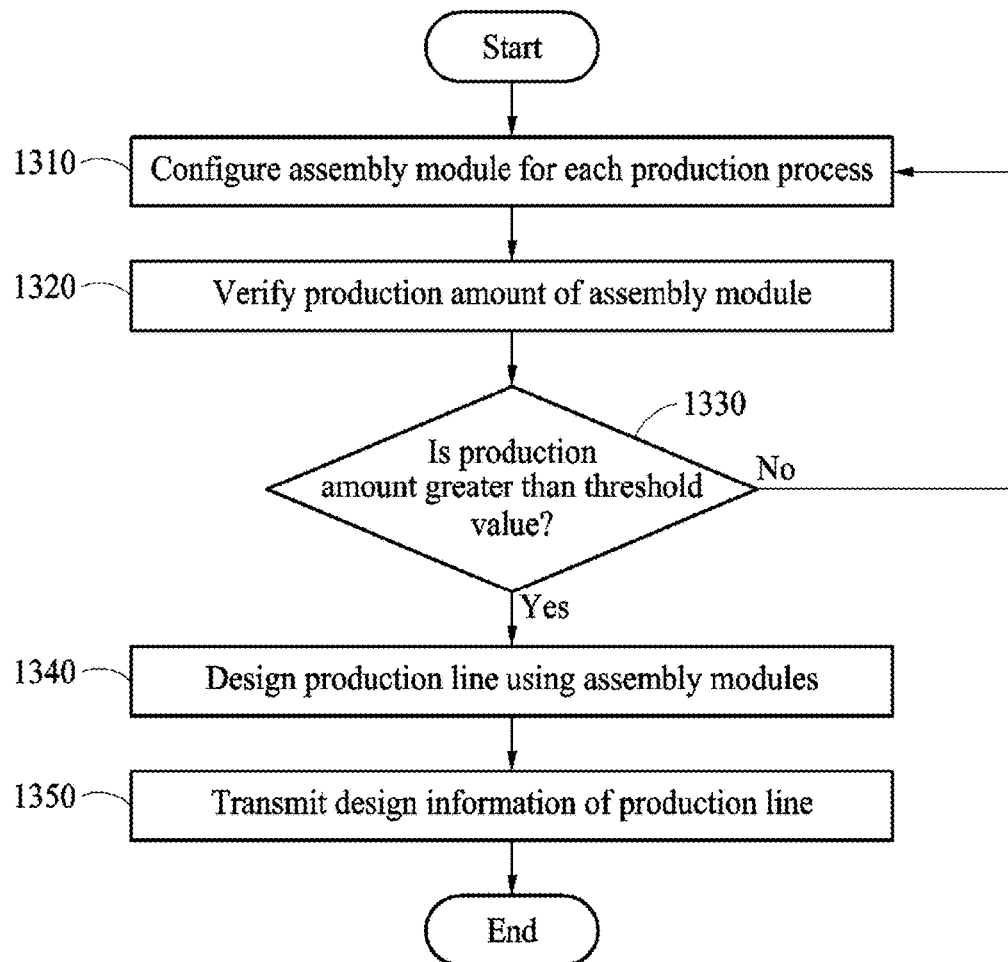 Start
1310
Configure assembly module for each production process
1320
Verify production amount of assembly module
1330
Is production
amount greater than threshold
value?
No
Yes
1340
Design production line using assembly modules
1350
Transmit design information of production line
End